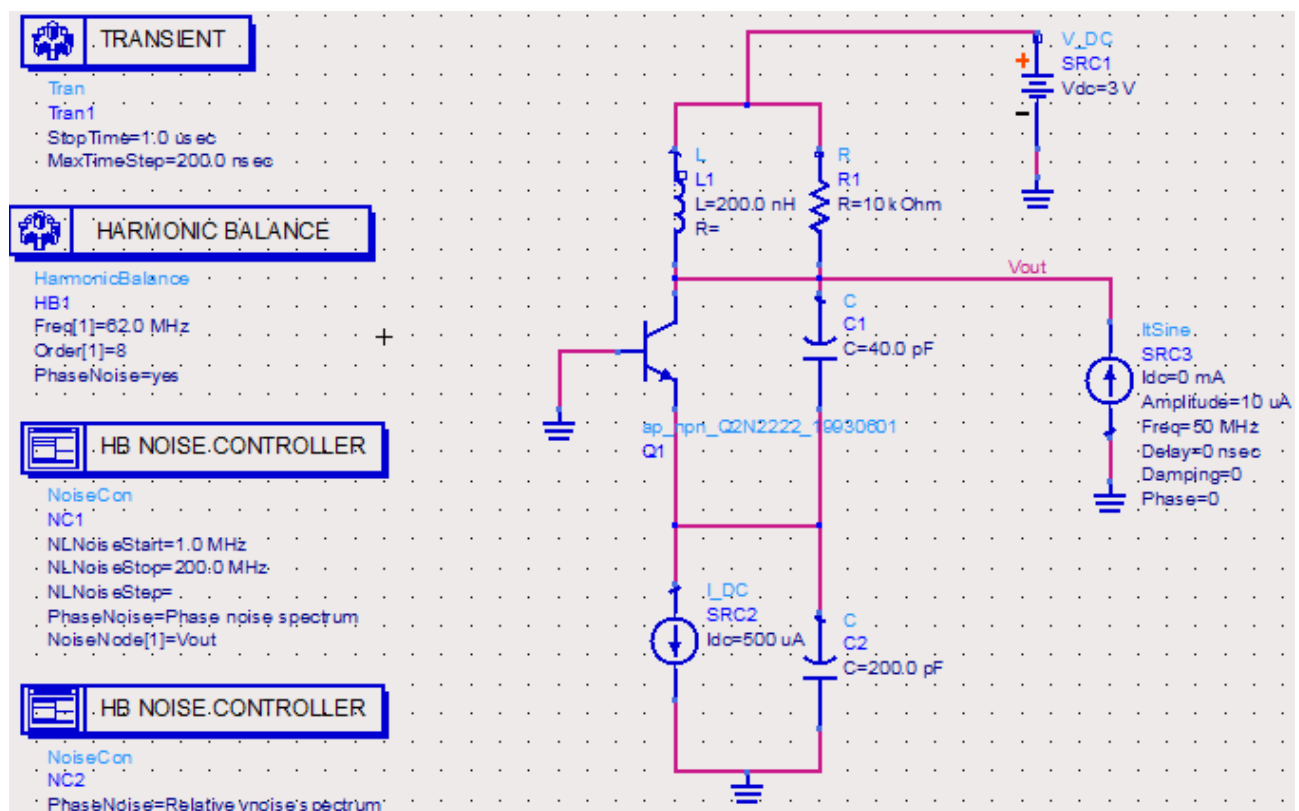 TRANSIENT
Tran
Tran1
StopTime=1.0 usec
MaxTimeStep=200.0 nsec
HARMONIC BALANCE
HarmonicBalance
HB1
Freq[1]=62.0 MHz
Order[1]=8
PhaseNoise=yes
HB NOISE CONTROLLER
NoiseCon
NC1
NLNoiseStart=1.0 MHz
NLNoiseStop=200.0 MHz
NLNoiseStep=
PhaseNoise=Phase noise spectrum
NoiseNode[1]=Vout
HB NOISE CONTROLLER
NoiseCon
NC2
PhaseNoise=Relative vnoise spectrum
V_DC
SRC1
Vdc=3 V
+
-
L
L1
L=200.0 nH
R=
R
R1
R=10 kOhm
Vout
C
C1
C=40.0 pF
ap_npn_Q2N2222_19930601
Q1
ItSine
SRC3
Idc=0 mA
Amplitude=10 uA
Freq=50 MHz
Delay=0 nsec
Damping=0
Phase=0
I_DC
SRC2
Idc=500 uA
C
C2
C=200.0 pF